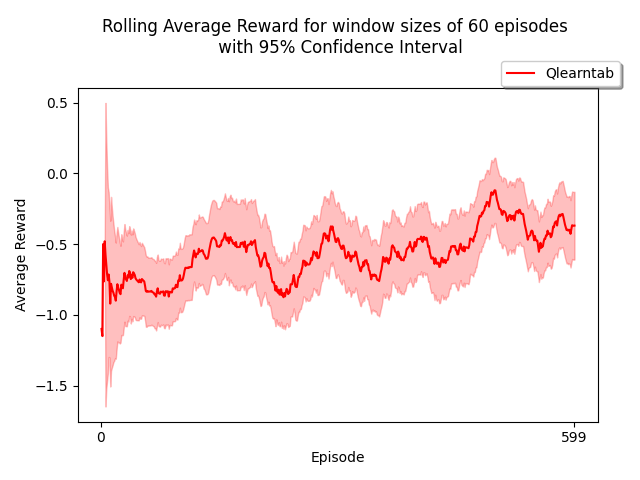 Rolling Average Reward for window sizes of 60 episodes
with 95% Confidence Interval
Qlearntab
0.5
0.0
−0.5
−1.0
−1.5
Average Reward
0
599
Episode